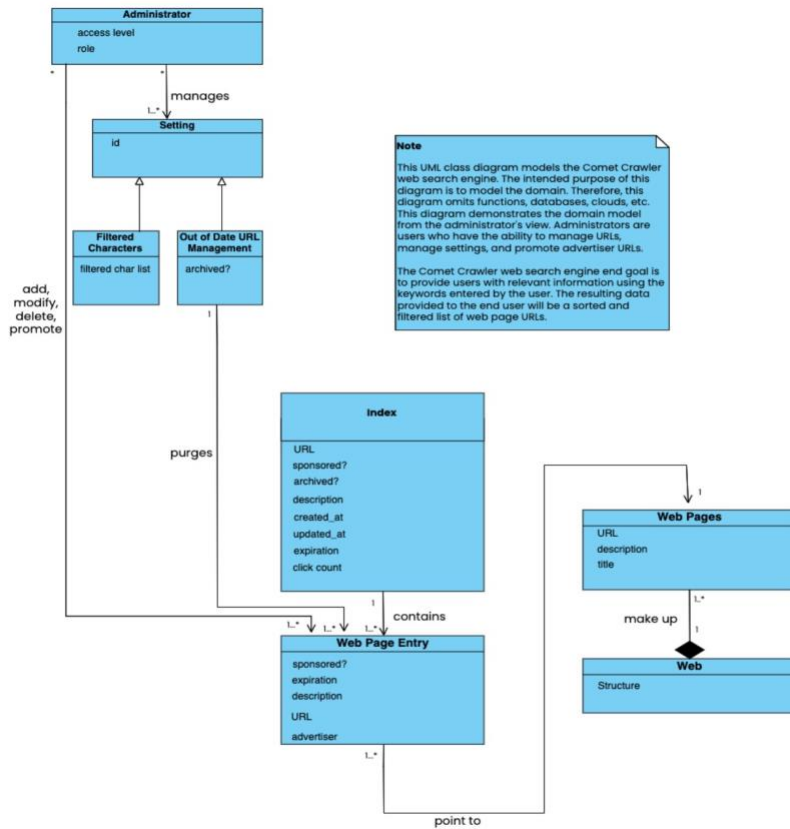 Administrator
access level
role
*
*
manages
1..*
Setting
id
Note
This UML class diagram models the Comet Crawler
web search engine. The intended purpose of this
diagram is to model the domain. Therefore, this
diagram omits functions, databases, clouds, etc.
This diagram demonstrates the domain model
from the administrator's view. Administrators are
users who have the ability to manage URLs,
manage settings, and promote advertiser URLs.
The Comet Crawler web search engine end goal is
to provide users with relevant information using the
keywords entered by the user. The resulting data
provided to the end user will be a sorted and
filtered list of web page URLs.
Filtered
Characters
filtered char list
Out of Date URL
Management
archived?
1
add,
modify,
delete,
promote
purges
Index
URL
sponsored?
archived?
description
created_at
updated_at
expiration
click count
1
contains
1..*
1..*
1..*
Web Page Entry
sponsored?
expiration
description
URL
advertiser
1..*
point to
1
Web Pages
URL
description
title
1..*
make up
1
Web
Structure